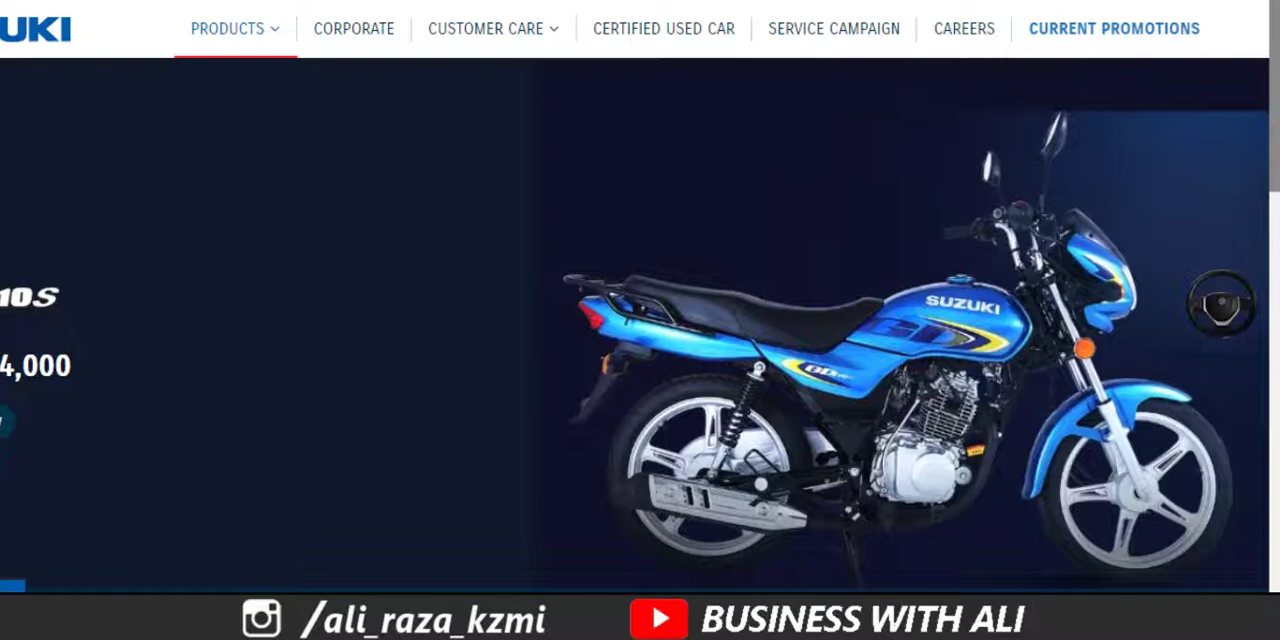 UKI
PRODUCTS
CORPORATE
CUSTOMER CARE
CERTIFIED USED CAR
SERVICE CAMPAIGN
CAREERS
CURRENT PROMOTIONS
10S
4,000
SUZUKI
/ali_raza_kzmi
BUSINESS WITH ALI